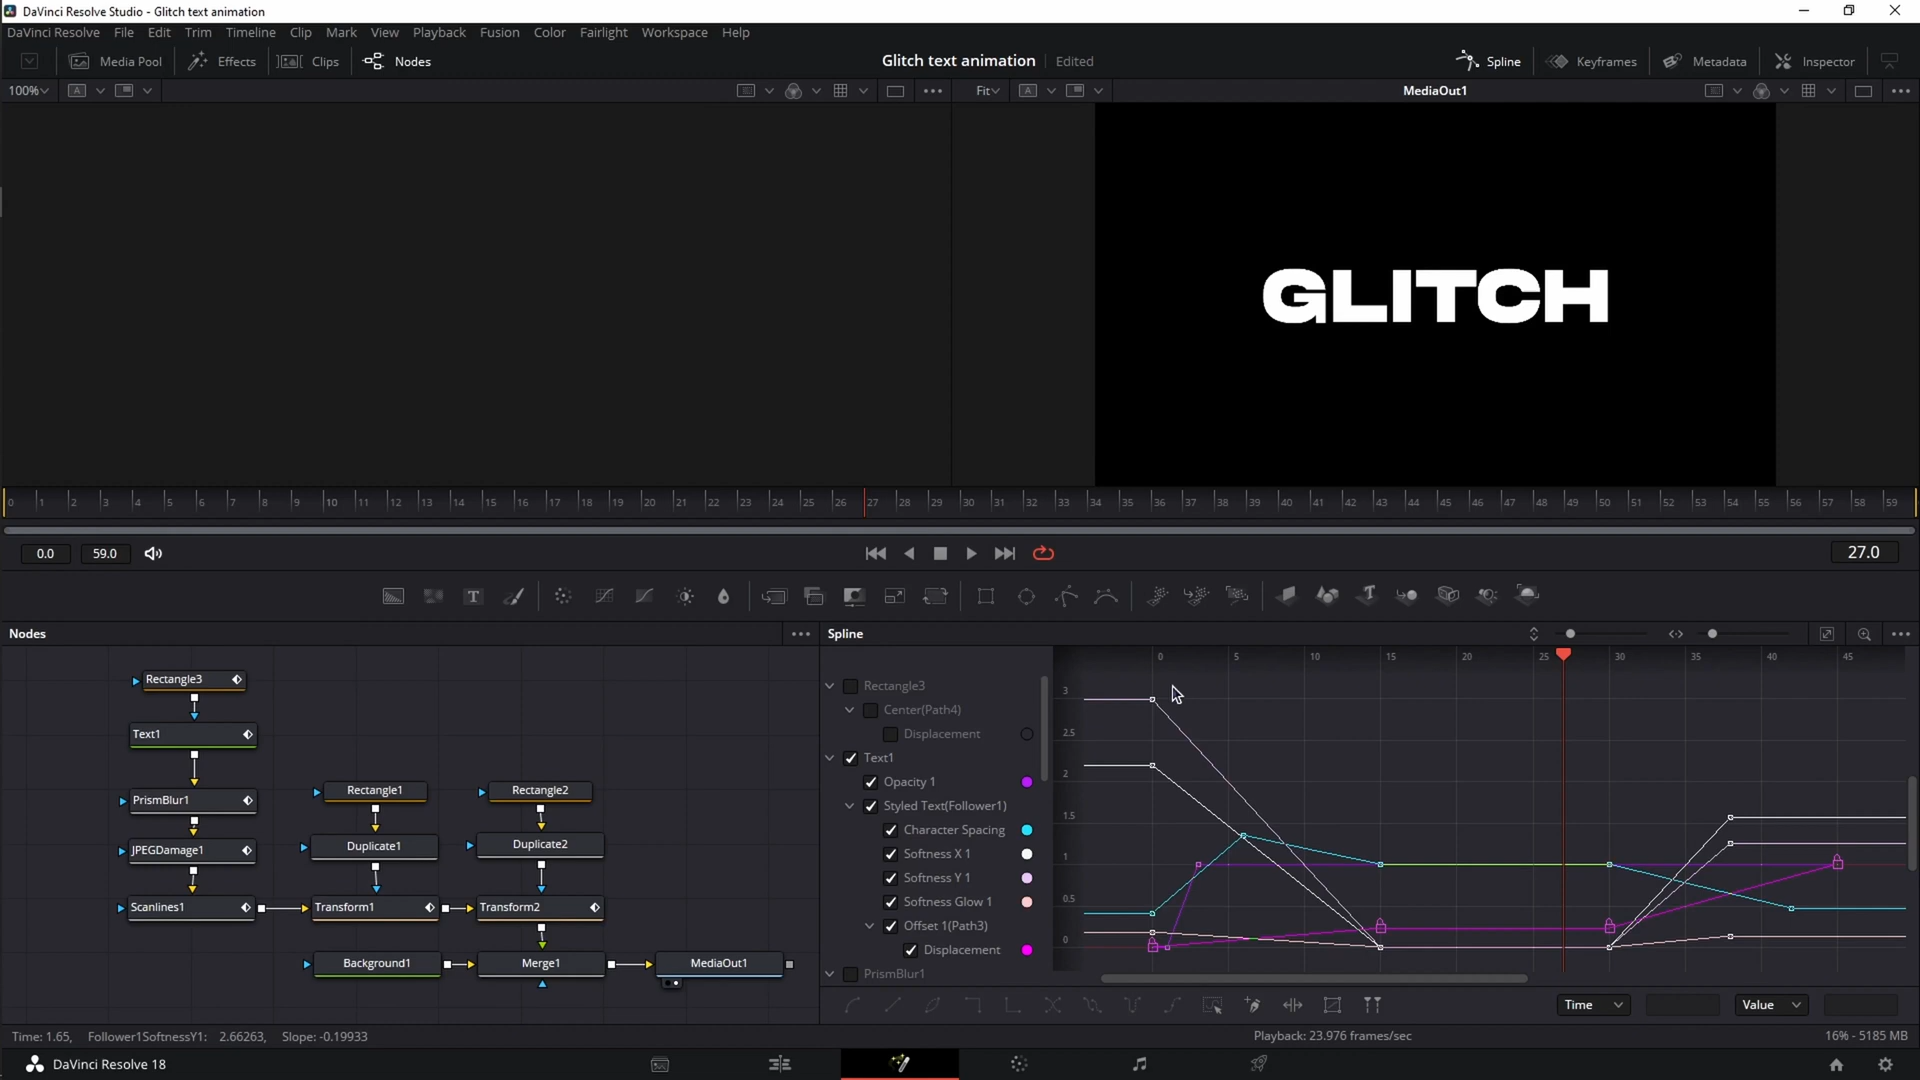 DaVinci Resolve Studio - Glitch text animation
DaVinci Resolve File Edit Trim Timeline Clip Mark View Playback Fusion Color Fairlight Workspace Help
Media Pool Effects Clips Nodes Glitch text animation Edited Spline Keyframes Metadata Inspector
100% A Fit A MediaOut1
GLITCH
0 1 2 3 4 5 6 7 8 9 10 11 12 13 14 15 16 17 18 19 20 21 22 23 24 25 26 27 28 29 30 31 32 33 34 35 36 37 38 39 40 41 42 43 44 45 46 47 48 49 50 51 52 53 54 55 56 57 58 59
0.0 59.0 27.0
T T
Nodes
Rectangle3
Text1
PrismBlur1
Rectangle1
Rectangle2
JPEGDamage1
Duplicate1
Duplicate2
Scanlines1
Transform1
Transform2
Background1
Merge1
MediaOut1
Spline
0 5 10 15 20 25 30 35 40 45
3
2.5
2
1.5
1
0.5
0
Rectangle3
Center(Path4)
Displacement
Text1
Opacity 1
Styled Text(Follower1)
Character Spacing
Softness X 1
Softness Y 1
Softness Glow 1
Offset 1(Path3)
Displacement
PrismBlur1
Time Value
Time: 1.65, Follower1SoftnessY1: 2.66263, Slope: -0.19933 Playback: 23.976 frames/sec 16% - 5185 MB
DaVinci Resolve 18